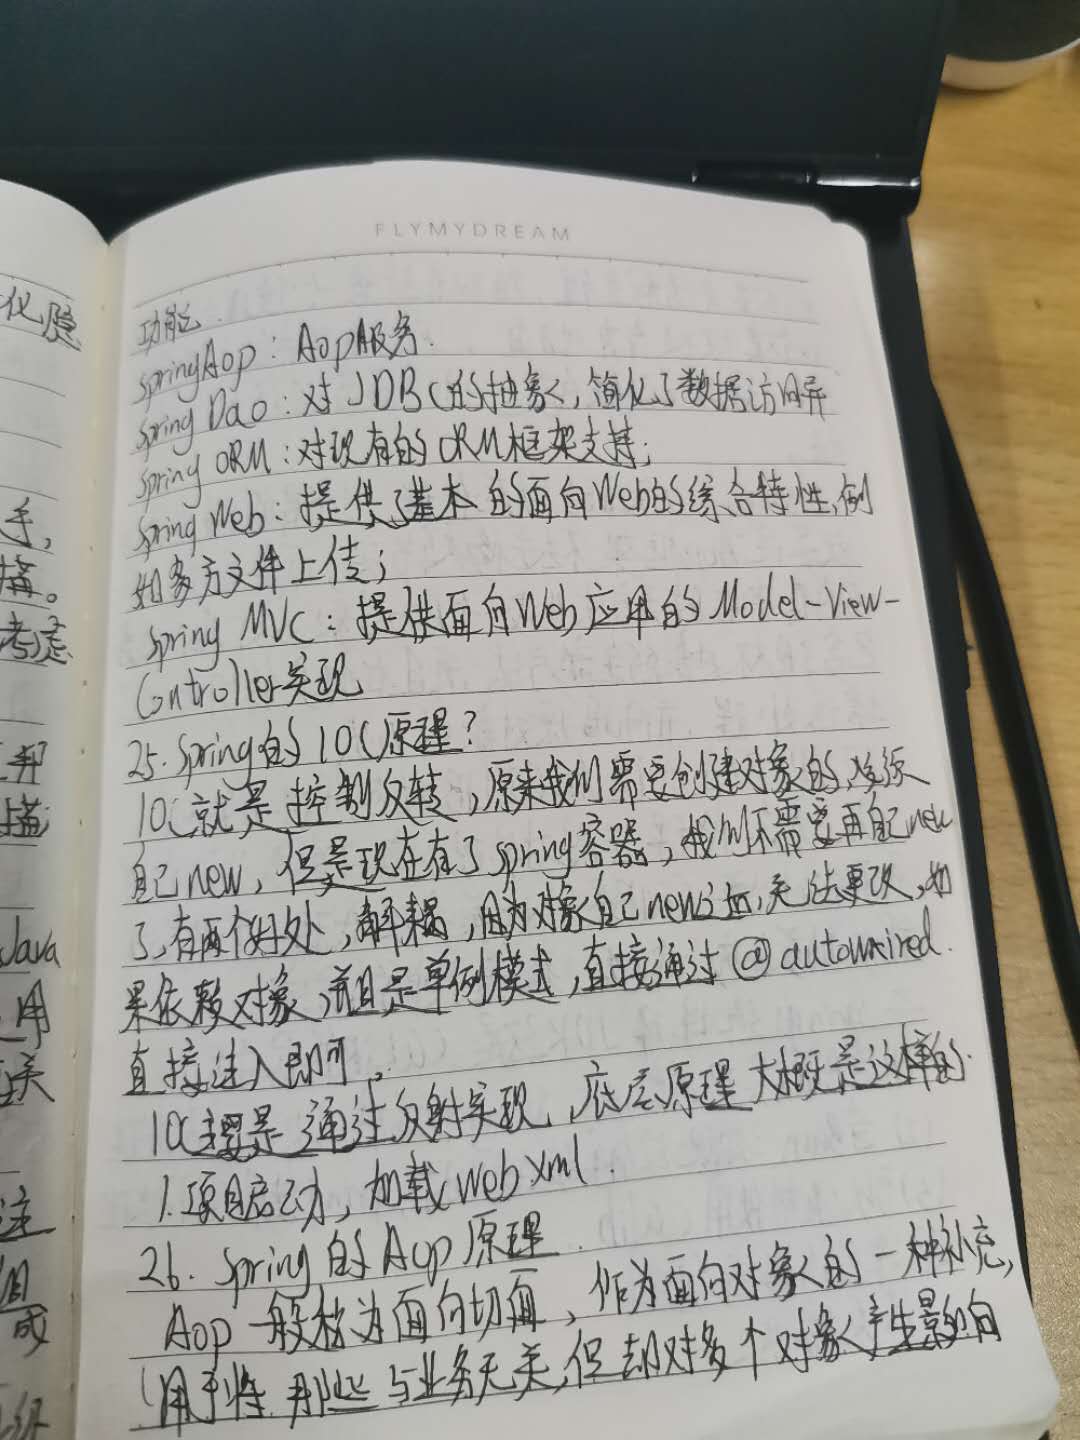 FLYMYDREAM
功能
springAop：Aop服务.
spring Dao：对JDBC的抽象，简化了数据访问异
spring ORM：对现有的ORM框架支持；
spring Web：提供了基本的面向Web的综合特性，例
如多方文件上传；
spring MVC：提供面向Web应用的Model-View-
Controller实现
25. Spring的IOC原理？
IOC就是控制反转，原来我们需要创建对象的，
自己new，但是现在有了spring容器，我们不需要再自己new
了，有两个好处，解耦，因为对象自己new之后，无法更改，如
果依赖对象，并且是单例模式，直接通过@autowired.
直接注入即可。
IOC主要是通过反射实现，底层原理大概是这样的.
1.项目启动，加载web xml.
26. Spring的Aop原理.
Aop一般称为面向切面，作为面向对象的一种补充，
用于将那些与业务无关，但却对多个对象产生影响
化隐
手，
考虑
Java
用
关
注
组
成
级